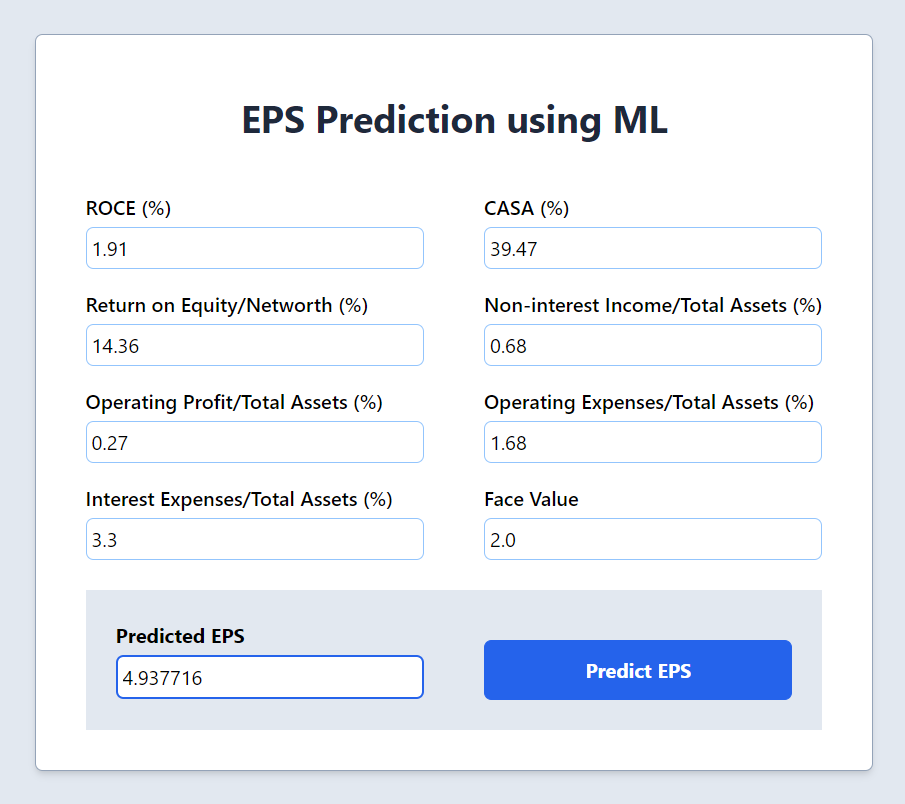 EPS Prediction using ML
ROCE (%)
CASA (%)
1.91
39.47
Return on Equity/Networth (%)
Non-interest Income/Total Assets (%)
14.36
0.68
Operating Profit/Total Assets (%)
Operating Expenses/Total Assets (%)
0.27
1.68
Interest Expenses/Total Assets (%)
Face Value
3.3
2.0
Predicted EPS
4.937716
Predict EPS